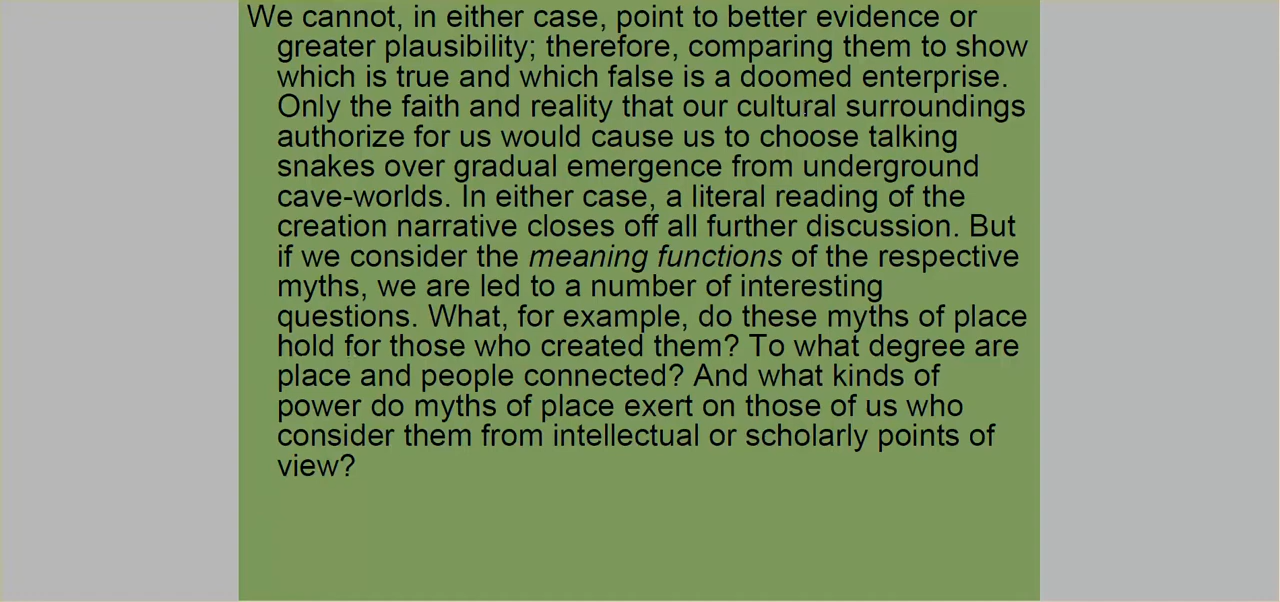 We cannot, in either case, point to better evidence or
greater plausibility; therefore, comparing them to show
which is true and which false is a doomed enterprise.
Only the faith and reality that our cultural surroundings
authorize for us would cause us to choose talking
snakes over gradual emergence from underground
cave-worlds. In either case, a literal reading of the
creation narrative closes off all further discussion. But
if we consider the meaning functions of the respective
myths, we are led to a number of interesting
questions. What, for example, do these myths of place
hold for those who created them? To what degree are
place and people connected? And what kinds of
power do myths of place exert on those of us who
consider them from intellectual or scholarly points of
view?